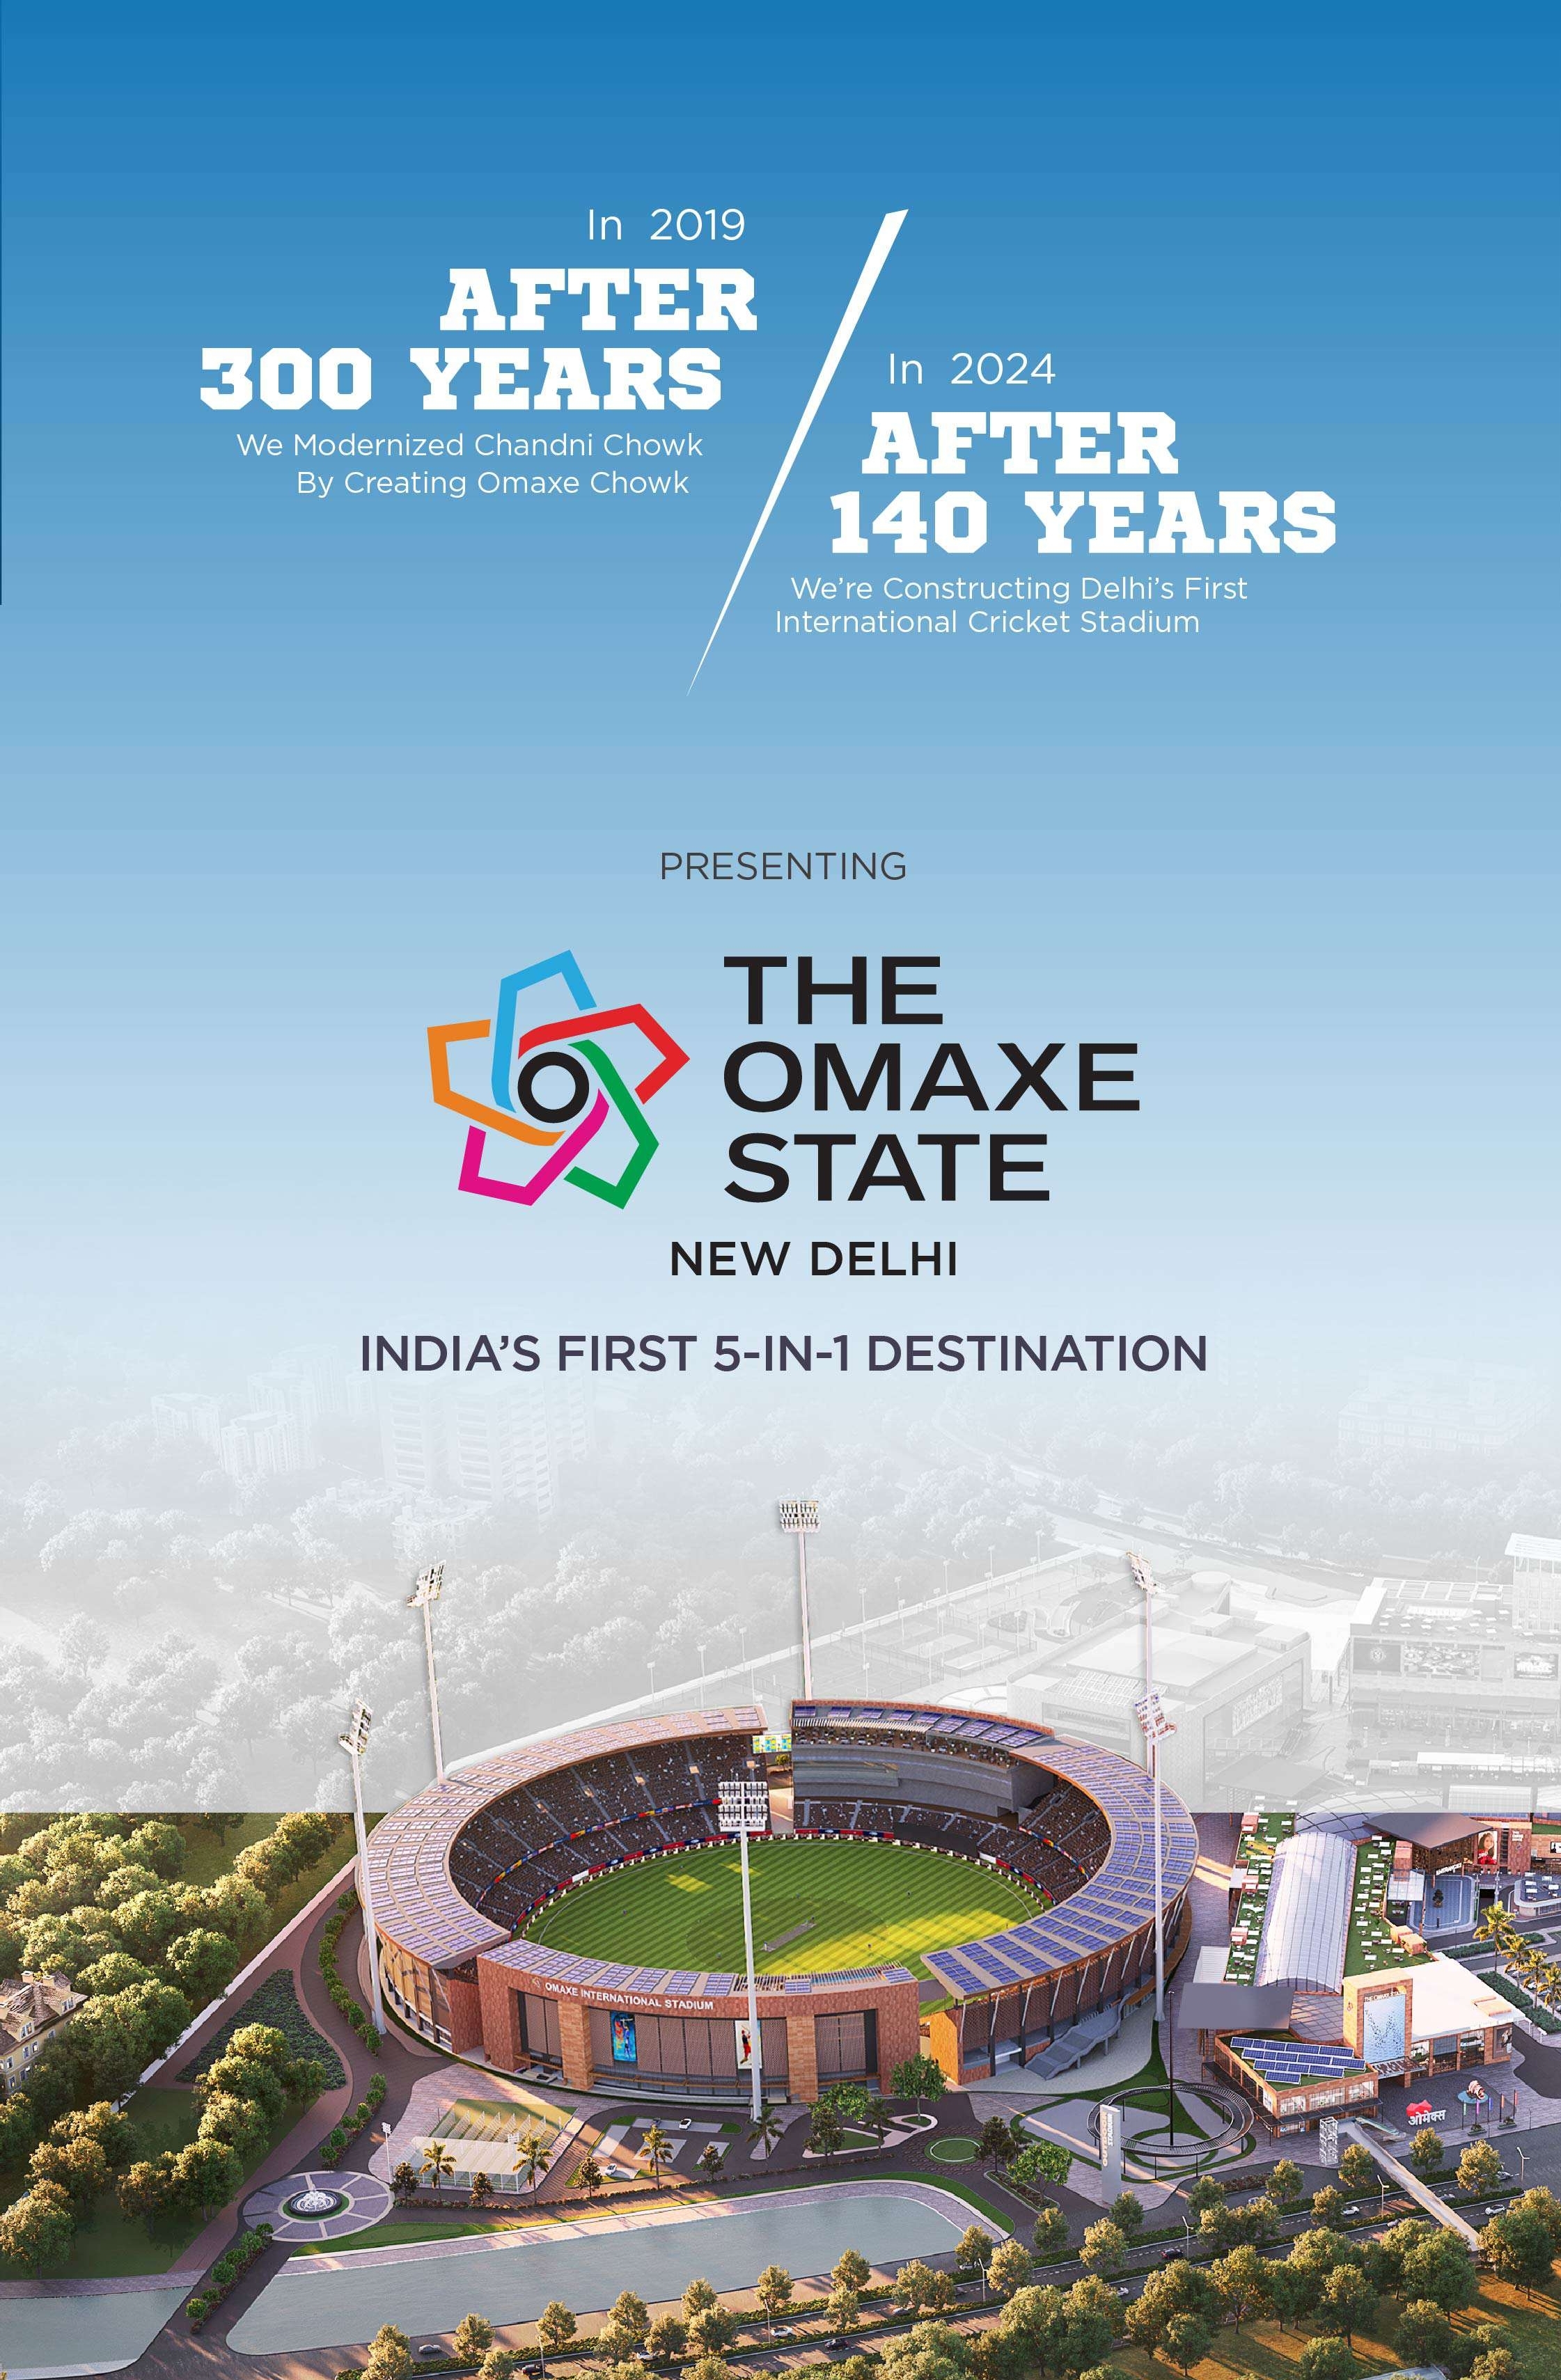 In 2019
AFTER
300 YEARS
We Modernized Chandni Chowk
By Creating Omaxe Chowk
In 2024
AFTER
140 YEARS
We're Constructing Delhi's First
International Cricket Stadium
PRESENTING
THE
OMAXE
STATE
NEW DELHI
INDIA'S FIRST 5-IN-1 DESTINATION
OMAXE INTERNATIONAL STADIUM
ओमेक्स